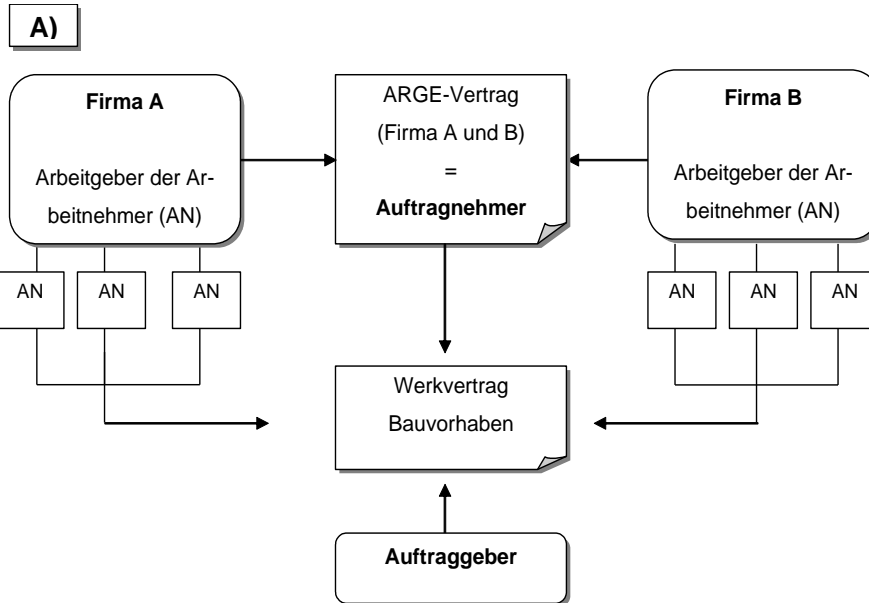 A)
Firma A
Arbeitgeber der Ar-
beitnehmer (AN)
ARGE-Vertrag
(Firma A und B)
=
Auftragnehmer
Firma B
Arbeitgeber der Ar-
beitnehmer (AN)
AN
AN
AN
AN
AN
AN
Werkvertrag
Bauvorhaben
Auftraggeber